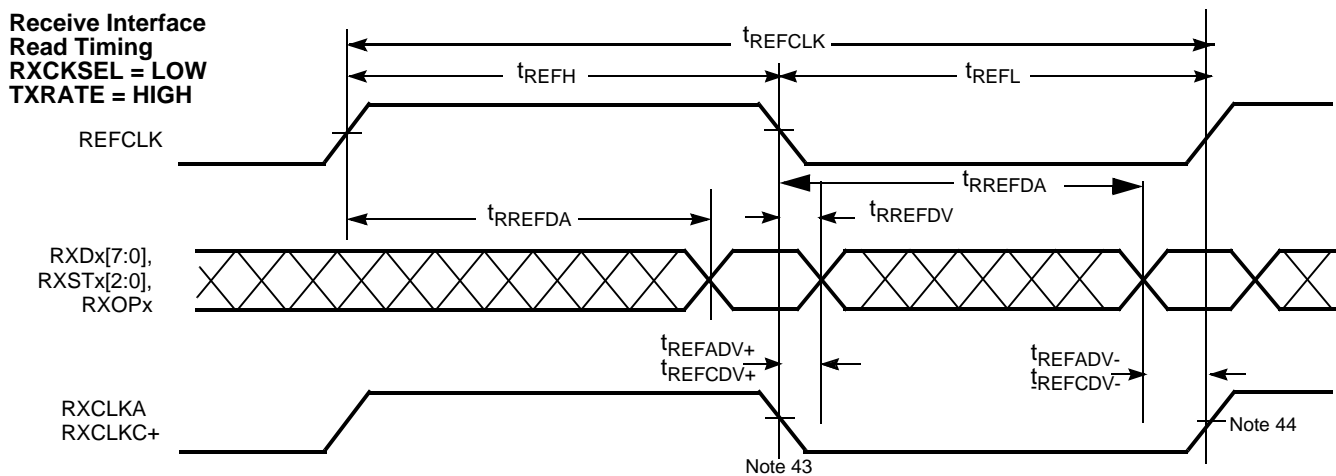 Receive Interface
Read Timing
RXCKSEL = LOW
TXRATE = HIGH
tREFCLK
tREFH
tREFL
REFCLK
tRREFDA
tRREFDA
tRREFDV
RXDx[7:0],
RXSTx[2:0],
RXOPx
tREFADV+
tREFCDV+
tREFADV-
tREFCDV-
RXCLKA
RXCLKC+
Note 43
Note 44